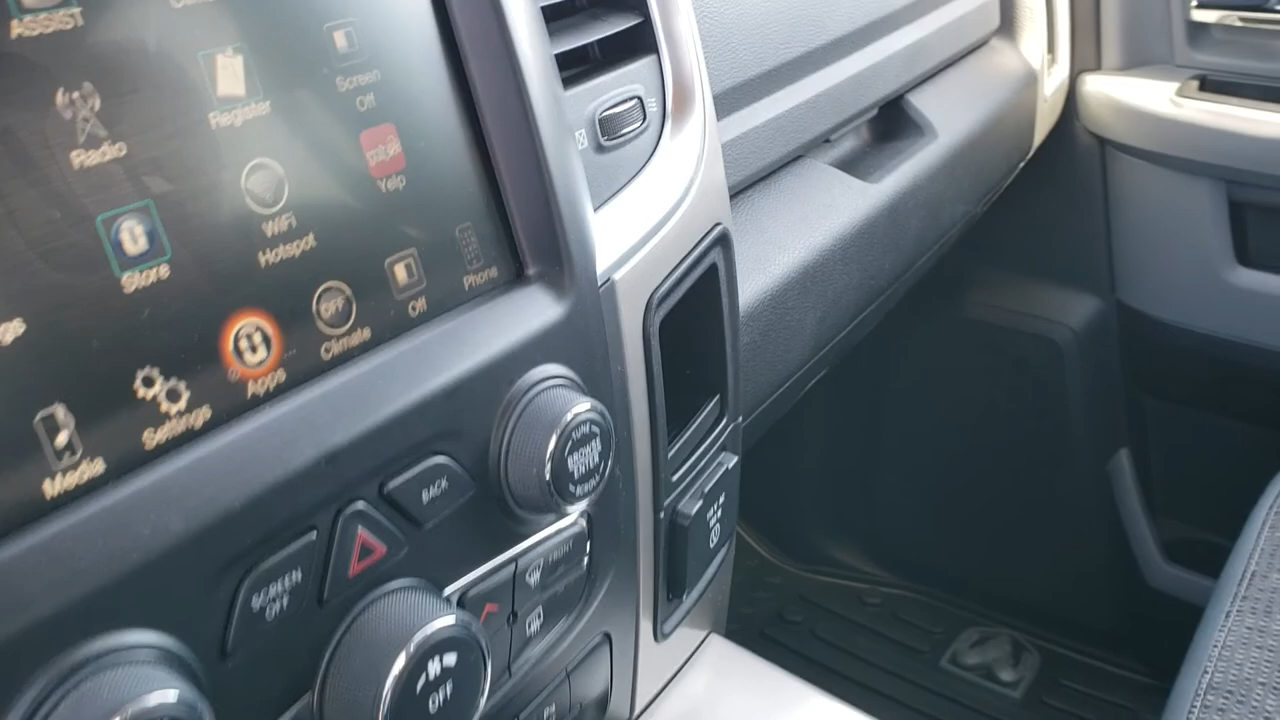 ASSIST
Radio
Register
Screen
Off
Yelp
Store
WiFi
Hotspot
Media
Settings
Apps
OFF
Climate
Off
Phone
SCREEN
OFF
BACK
TUNE
BROWSE
ENTER
SCROLL
FRONT
OFF